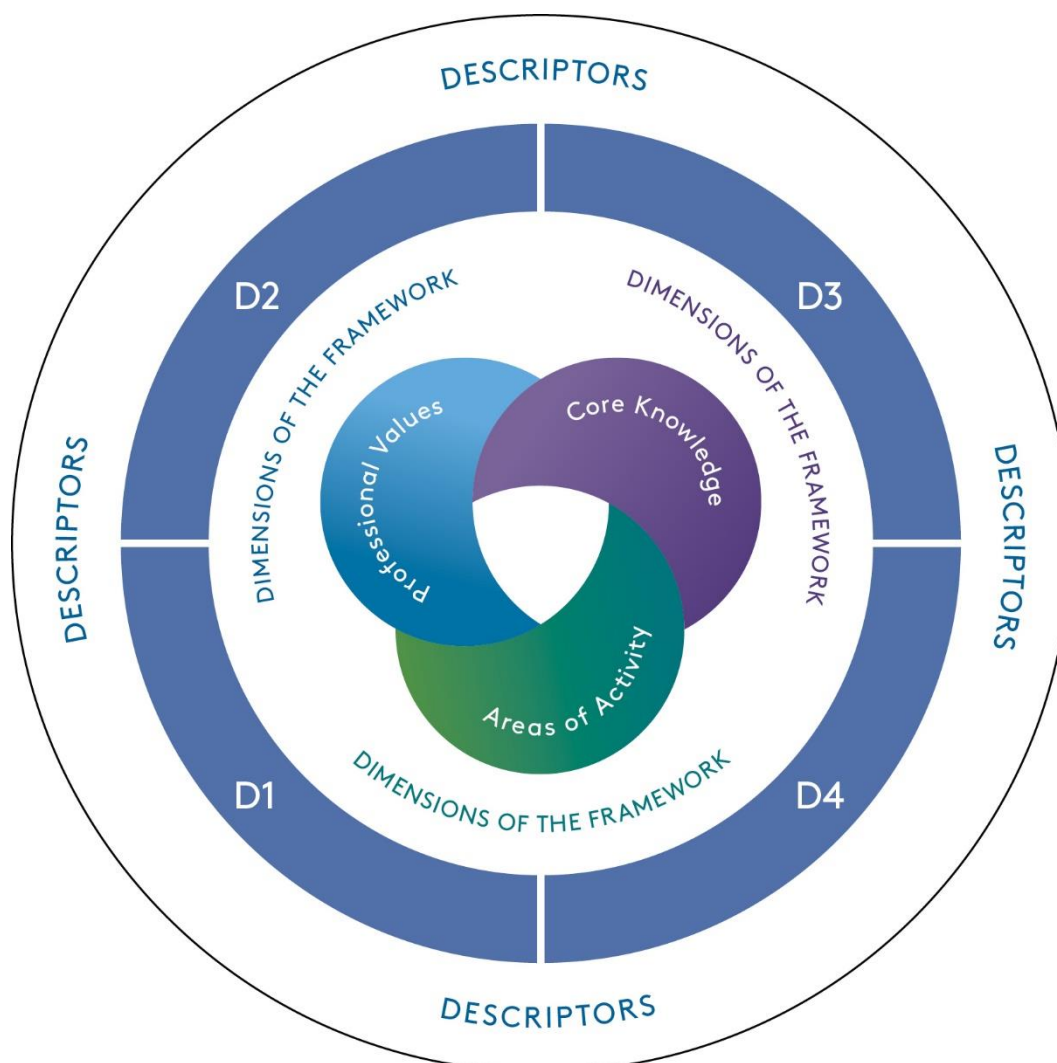 DESCRIPTORS
D2
D3
DIMENSIONS OF THE FRAMEWORK
DIMENSIONS OF THE FRAMEWORK
Professional Values
Core Knowledge
DESCRIPTORS
DESCRIPTORS
Areas of Activity
DIMENSIONS OF THE FRAMEWORK
D1
D4
DESCRIPTORS